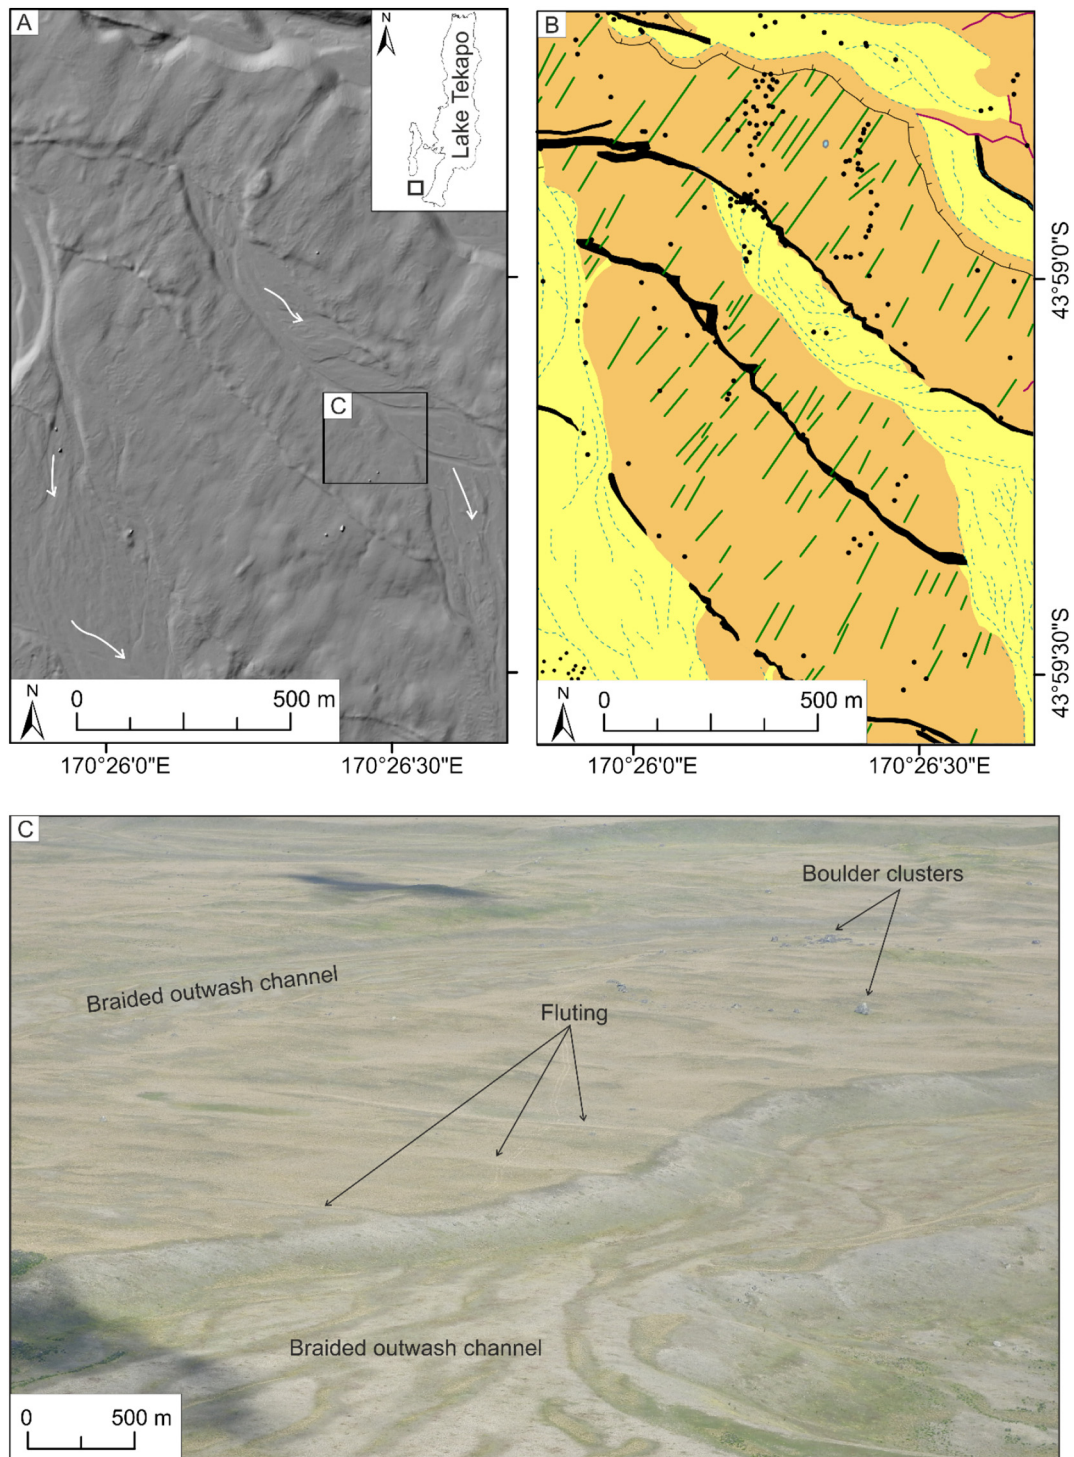 A
N
Lake Tekapo
C
N
0 500 m
170°26'0"E
170°26'30"E
B
43°59'0"S
43°59'30"S
N
0 500 m
170°26'0"E
170°26'30"E
C
Boulder clusters
Braided outwash channel
Fluting
Braided outwash channel
0 500 m